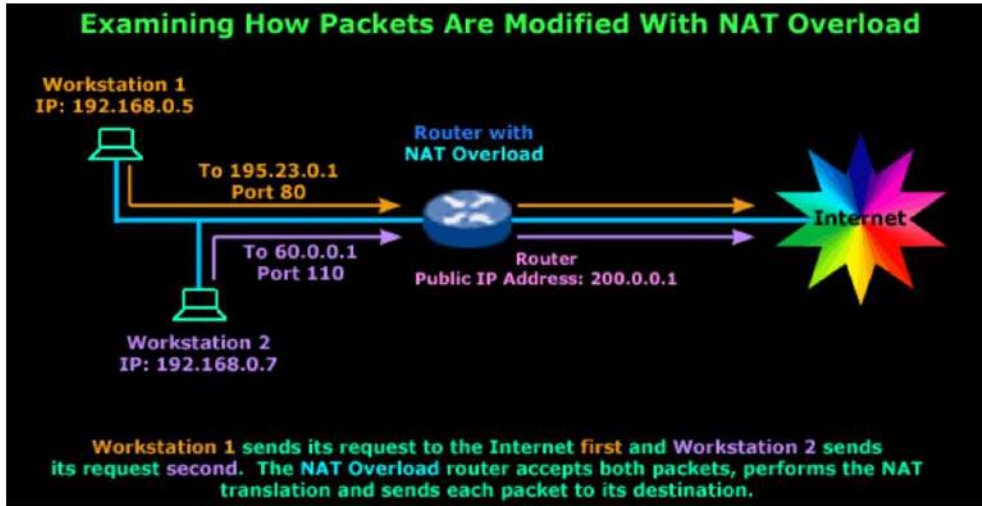 Examining How Packets Are Modified With NAT Overload
Workstation 1
IP: 192.168.0.5
Router with
NAT Overload
To 195.23.0.1
Port 80
Internet
To 60.0.0.1
Port 110
Router
Public IP Address: 200.0.0.1
Workstation 2
IP: 192.168.0.7
Workstation 1 sends its request to the Internet first and Workstation 2 sends
its request second. The NAT Overload router accepts both packets, performs the NAT
translation and sends each packet to its destination.